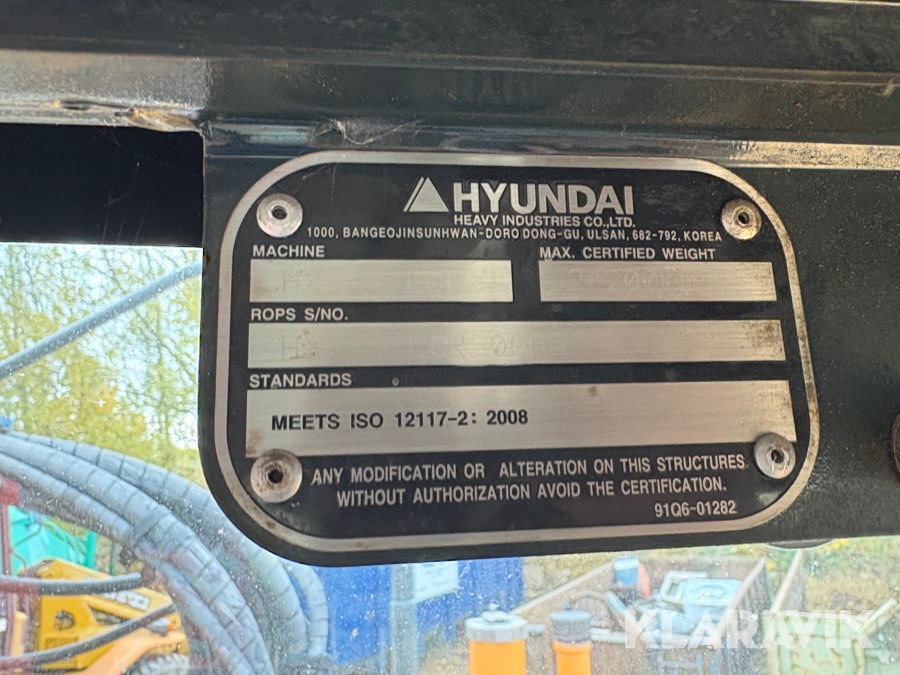 HYUNDAI
HEAVY INDUSTRIES CO.,LTD.
1000, BANGEOJINSUNHWAN-DORO DONG-GU, ULSAN, 682-792, KOREA
MACHINE
MAX. CERTIFIED WEIGHT
HX
ROPS S/NO.
HX
STANDARDS
MEETS ISO 12117-2: 2008
ANY MODIFICATION OR ALTERATION ON THIS STRUCTURES
WITHOUT AUTHORIZATION AVOID THE CERTIFICATION.
91Q6-01282
KLARAVIK